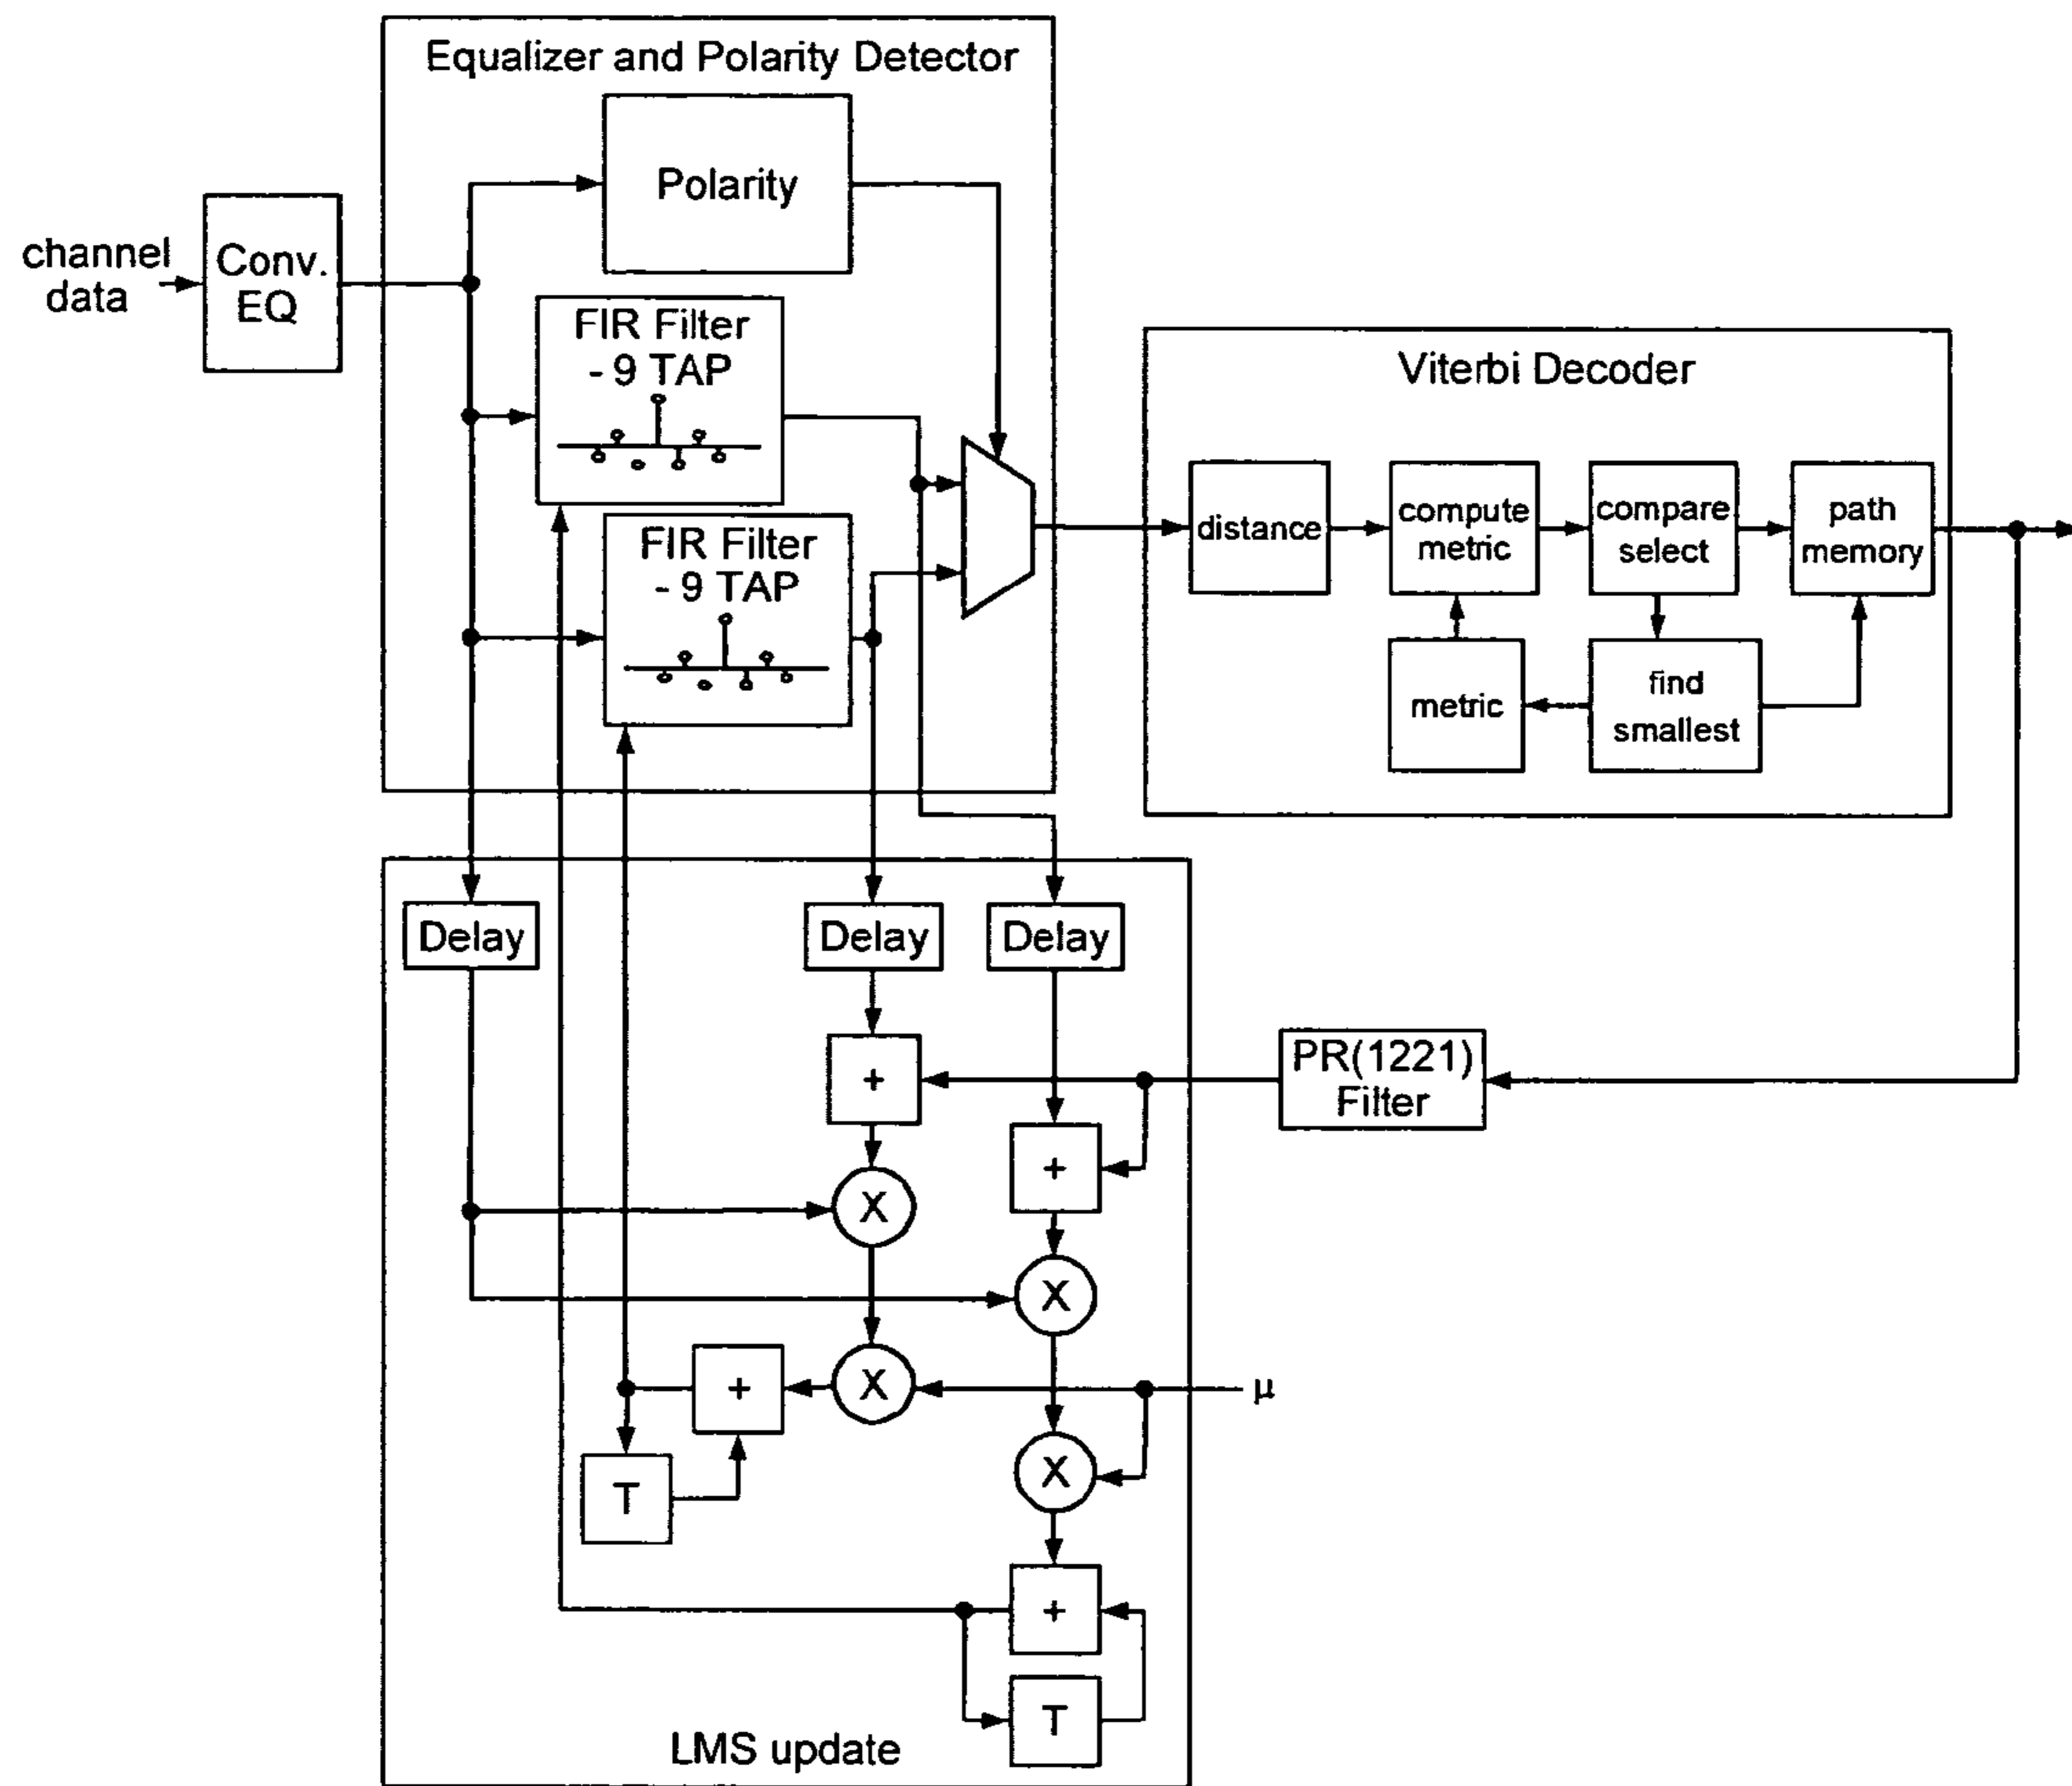 Equalizer and Polarity Detector
Polarity
channel
data
Conv.
EQ
FIR Filter
- 9 TAP
FIR Filter
- 9 TAP
Viterbi Decoder
distance
compute
metric
compare
select
path
memory
metric
find
smallest
Delay
Delay
Delay
+
PR(1221)
Filter
+
X
X
+
X
μ
X
T
+
T
LMS update